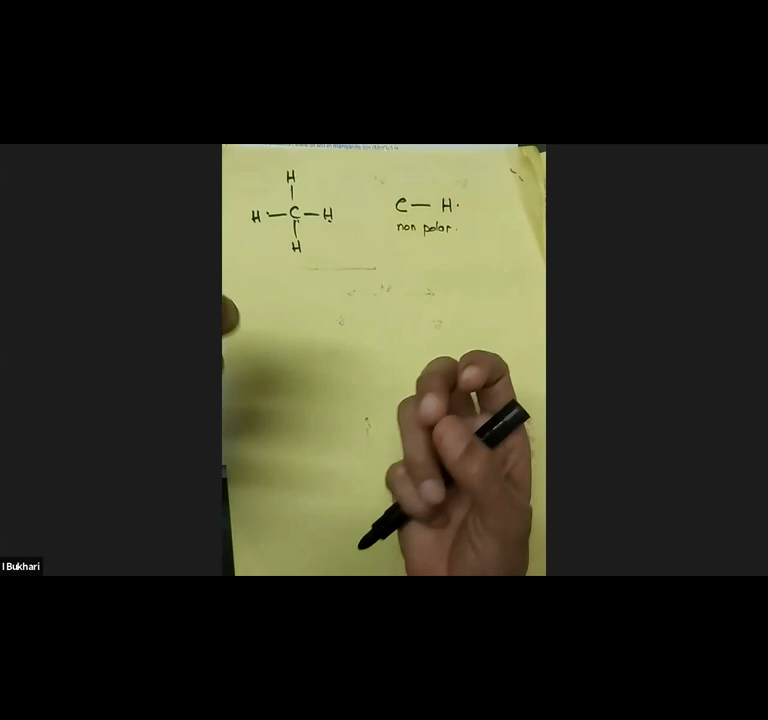 H
H - C - H
H
C - H.
non polar.
I Bukhari